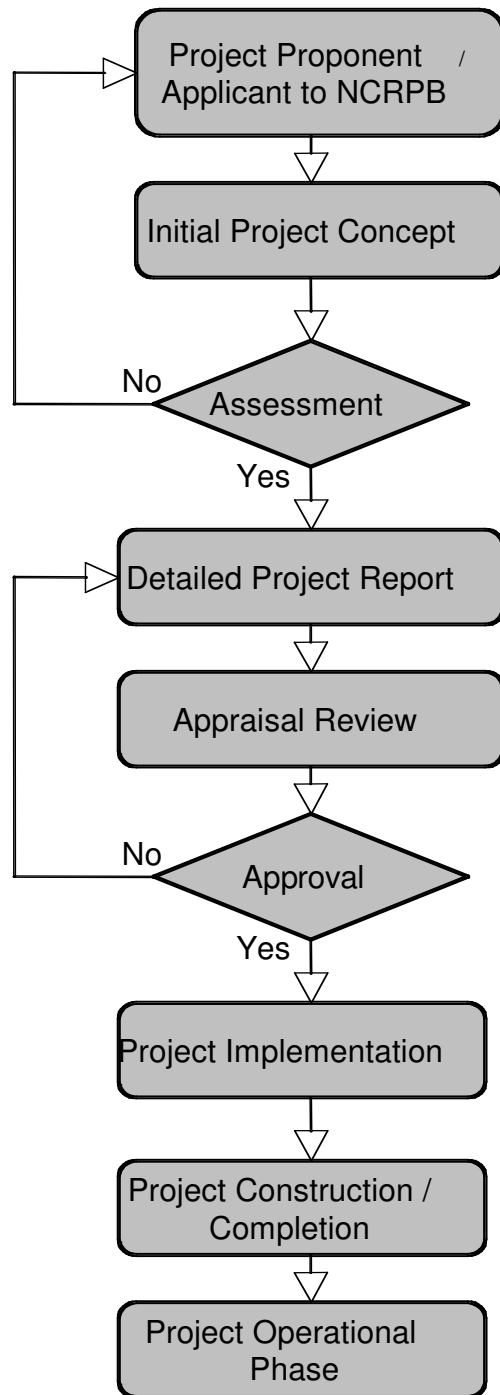 Project Proponent /
Applicant to NCRPB
Initial Project Concept
No
Assessment
Yes
Detailed Project Report
Appraisal Review
No
Approval
Yes
Project Implementation
Project Construction /
Completion
Project Operational
Phase